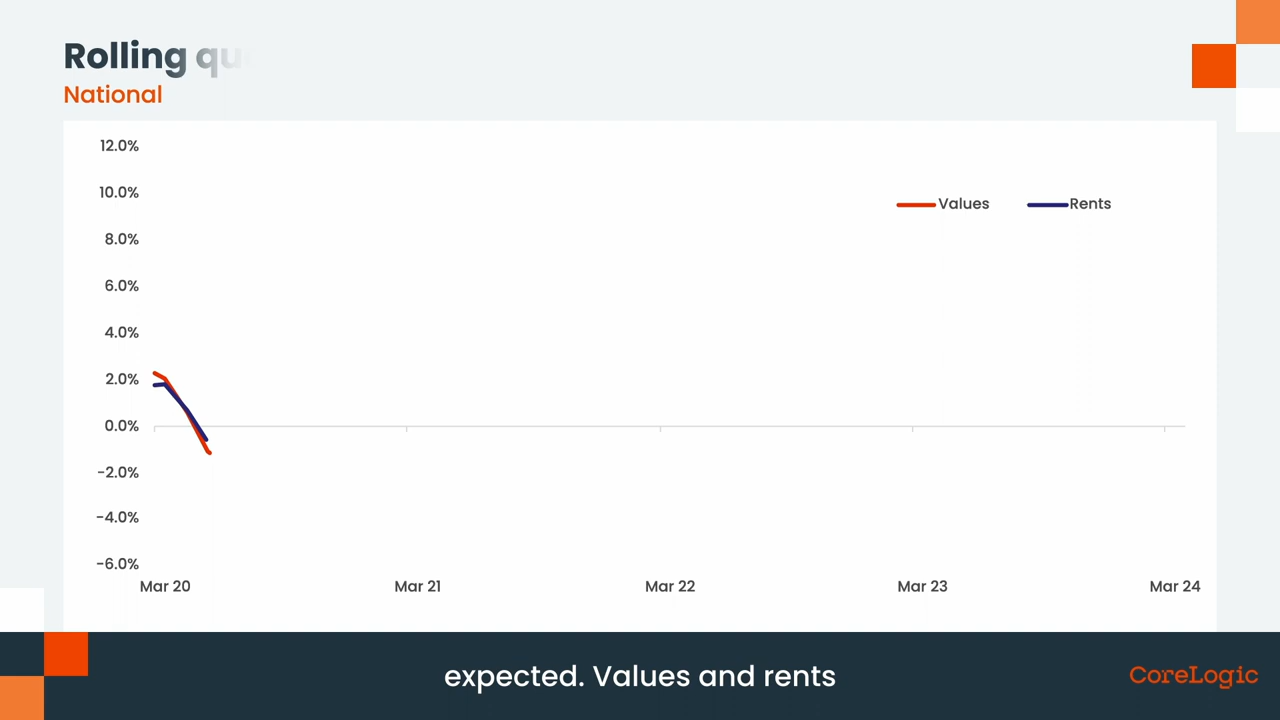 Rolling qu
National
12.0%
10.0%
8.0%
6.0%
4.0%
2.0%
0.0%
−2.0%
−4.0%
−6.0%
Values Rents
Mar 20 Mar 21 Mar 22 Mar 23 Mar 24
expected. Values and rents
CoreLogic